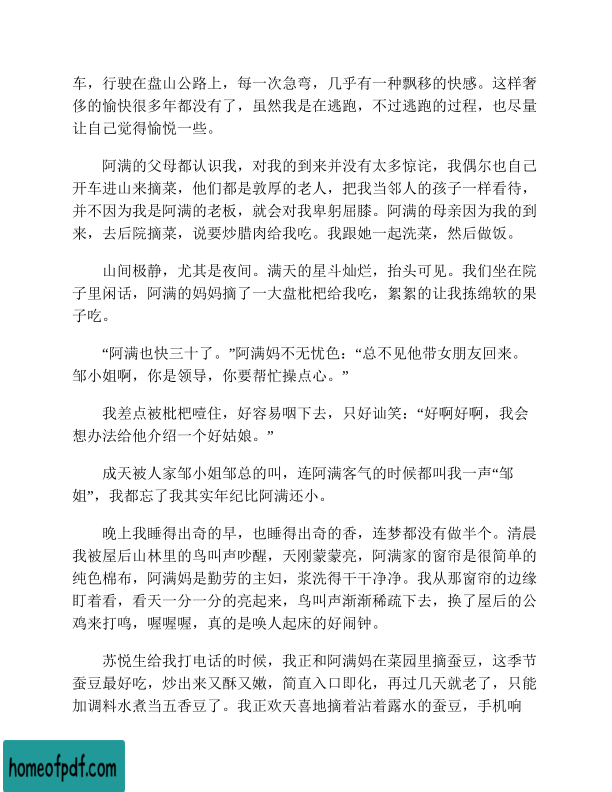 车，行驶在盘山公路上，每一次急弯，几乎有一种飘移的快感。这样奢
侈的愉快很多年都没有了，虽然我是在逃跑，不过逃跑的过程，也尽量
让自己觉得愉悦一些。
阿满的父母都认识我，对我的到来并没有太多惊诧，我偶尔也自己
开车进山来摘菜，他们都是敦厚的老人，把我当邻人的孩子一样看待，
并不因为我是阿满的老板，就会对我卑躬屈膝。阿满的母亲因为我的到
来，去后院摘菜，说要炒腊肉给我吃。我跟她一起洗菜，然后做饭。
山间极静，尤其是夜间。满天的星斗灿烂，抬头可见。我们坐在院
子里闲话，阿满的妈妈摘了一大盘枇杷给我吃，絮絮的让我拣绵软的果
子吃。
“阿满也快三十了。”阿满妈不无忧色：“总不见他带女朋友回来。
邹小姐啊，你是领导，你要帮忙操点心。”
我差点被枇杷噎住，好容易咽下去，只好讪笑：“好啊好啊，我会
想办法给他介绍一个好姑娘。”
成天被人家邹小姐邹总的叫，连阿满客气的时候都叫我一声“邹
姐”，我都忘了我其实年纪比阿满还小。
晚上我睡得出奇的早，也睡得出奇的香，连梦都没有做半个。清晨
我被屋后山林里的鸟叫声吵醒，天刚蒙蒙亮，阿满家的窗帘是很简单的
纯色棉布，阿满妈是勤劳的主妇，浆洗得干干净净。我从那窗帘的边缘
盯着看，看天一分一分的亮起来，鸟叫声渐渐稀疏下去，换了屋后的公
鸡来打鸣，喔喔喔，真的是唤人起床的好闹钟。
苏悦生给我打电话的时候，我正和阿满妈在菜园里摘蚕豆，这季节
蚕豆最好吃，炒出来又酥又嫩，简直入口即化，再过几天就老了，只能
加调料水煮当五香豆了。我正欢天喜地摘着沾着露水的蚕豆，手机响
homeofpdf.com